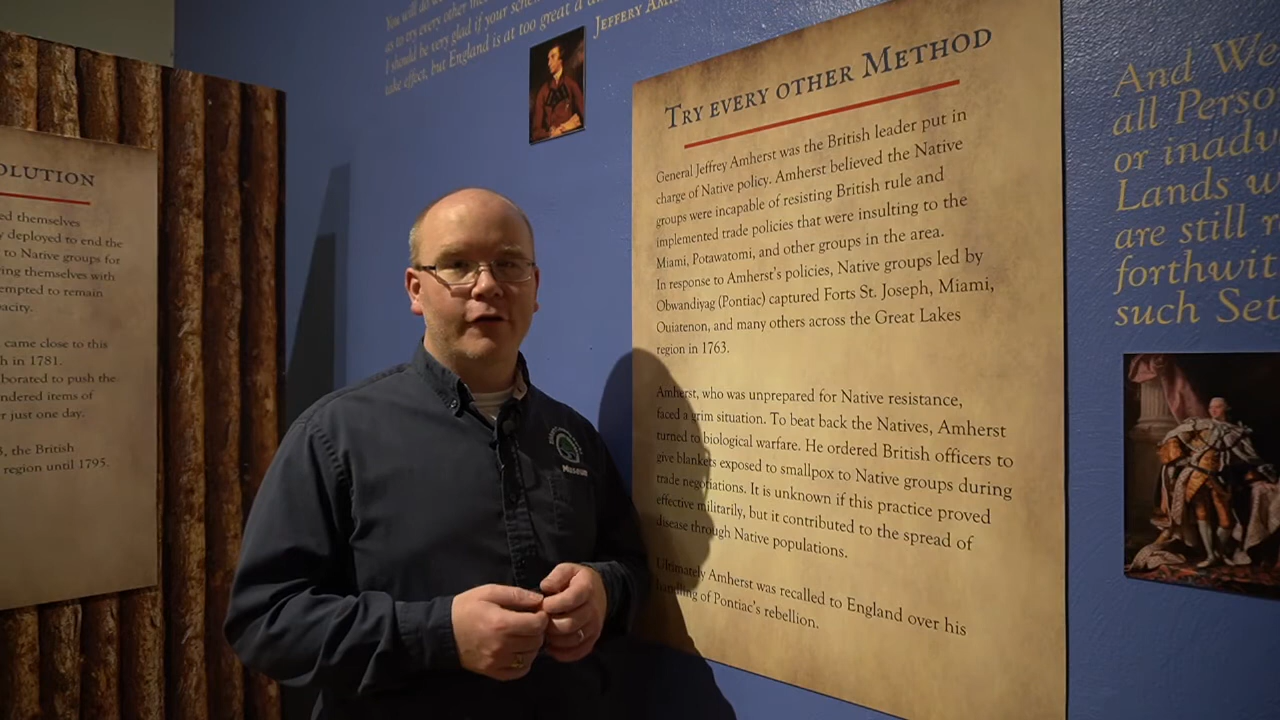 OLUTION
ed themselves
y deployed to end the
to Native groups for
ring themselves with
empted to remain
pacity.
came close to this
h in 1781.
borated to push the
ndered items of
r just one day.
3, the British
region until 1795.
You will do we
as to try every other me
I should be very glad if your schem
take effect, but England is at too great a
Jeffery Am
Try every other Method
General Jeffrey Amherst was the British leader put in
charge of Native policy. Amherst believed the Native
groups were incapable of resisting British rule and
implemented trade policies that were insulting to the
Miami, Potawatomi, and other groups in the area.
In response to Amherst's policies, Native groups led by
Obwandiyag (Pontiac) captured Forts St. Joseph, Miami,
Ouiatenon, and many others across the Great Lakes
region in 1763.
Amherst, who was unprepared for Native resistance,
faced a grim situation. To beat back the Natives, Amherst
turned to biological warfare. He ordered British officers to
give blankets exposed to smallpox to Native groups during
trade negotiations. It is unknown if this practice proved
effective militarily, but it contributed to the spread of
disease through Native populations.
Ultimately Amherst was recalled to England over his
handling of Pontiac's rebellion.
And We
all Perso
or inadv
Lands w
are still r
forthwit
such Set
Museum